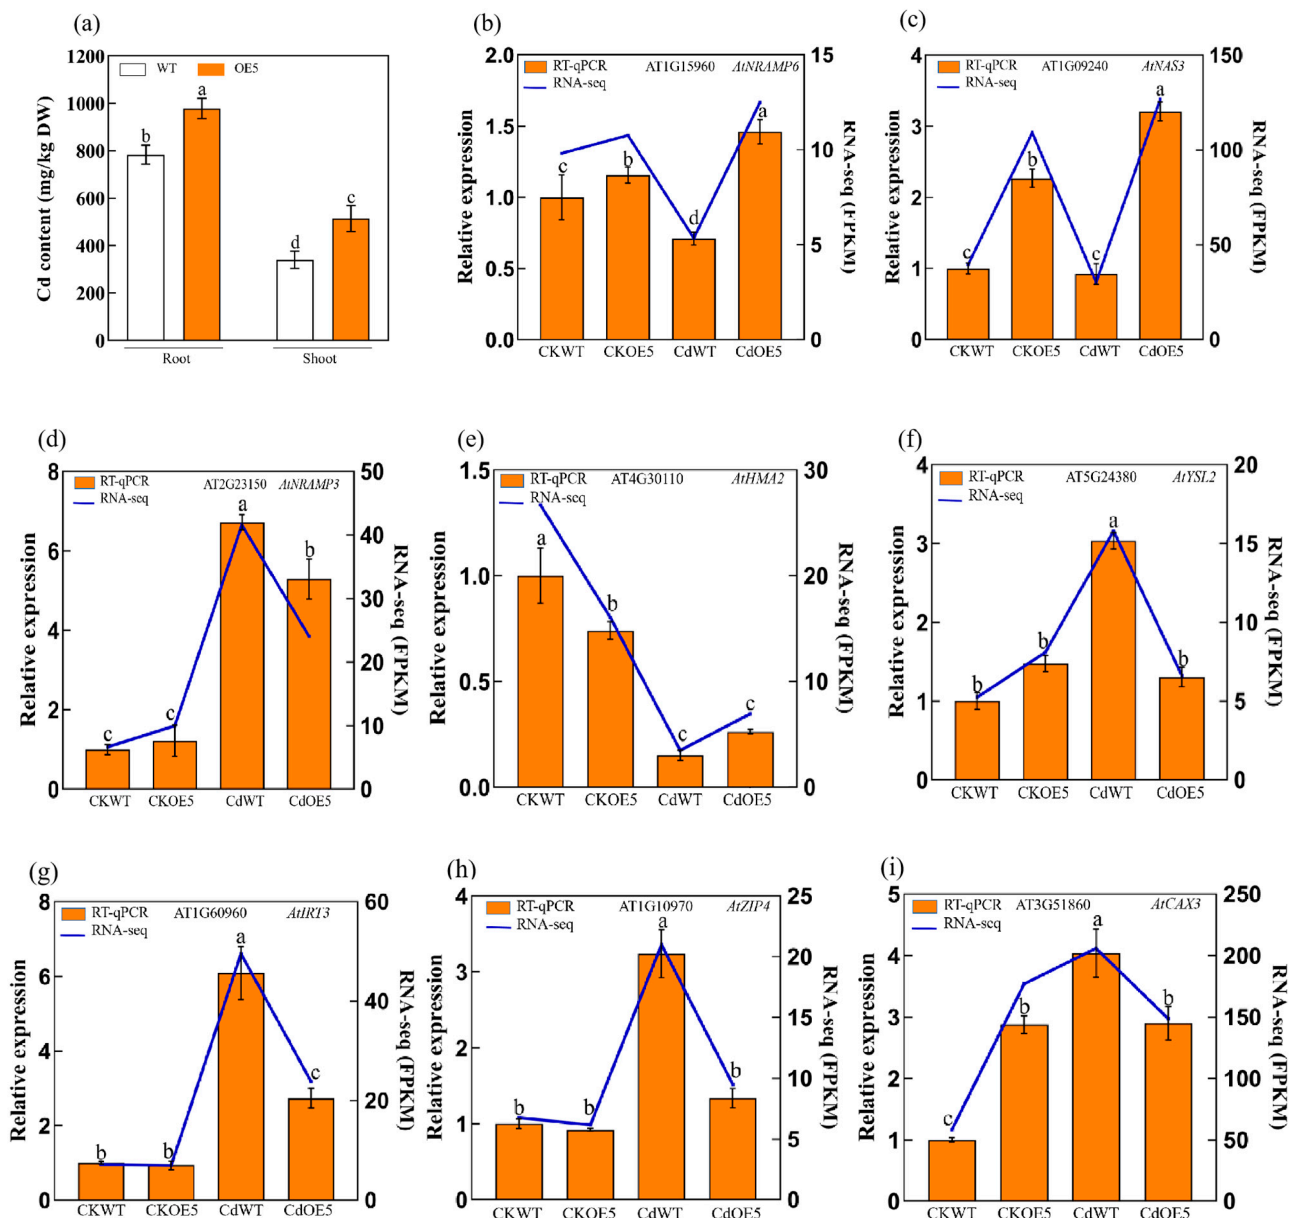 (a)
Cd content (mg/kg DW)
1200
1000
800
600
400
200
0
WT
OE5
b
a
d
c
Root
Shoot
(b)
Relative expression
2.0
1.5
1.0
0.5
0.0
RT-qPCR
RNA-seq
AT1G15960
AtNRAMP6
c
b
d
a
CKWT
CKOE5
CdWT
CdOE5
15
10
5
0
RNA-seq (FPKM)
(c)
Relative expression
4
3
2
1
0
RT-qPCR
RNA-seq
AT1G09240
AtNAS3
c
b
c
a
CKWT
CKOE5
CdWT
CdOE5
150
100
50
0
RNA-seq (FPKM)
(d)
Relative expression
8
6
4
2
0
RT-qPCR
RNA-seq
AT2G23150
AtNRAMP3
c
c
a
b
CKWT
CKOE5
CdWT
CdOE5
50
40
30
20
10
0
RNA-seq (FPKM)
(e)
Relative expression
1.5
1.0
0.5
0.0
RT-qPCR
RNA-seq
AT4G30110
AtHMA2
a
b
c
c
CKWT
CKOE5
CdWT
CdOE5
30
20
10
0
RNA-seq (FPKM)
(f)
Relative expression
4
3
2
1
0
RT-qPCR
RNA-seq
AT5G24380
AtYSL2
b
b
a
b
CKWT
CKOE5
CdWT
CdOE5
20
15
10
5
0
RNA-seq (FPKM)
(g)
Relative expression
8
6
4
2
0
RT-qPCR
RNA-seq
AT1G60960
AtIRT3
b
b
a
c
CKWT
CKOE5
CdWT
CdOE5
60
40
20
0
RNA-seq (FPKM)
(h)
Relative expression
4
3
2
1
0
RT-qPCR
RNA-seq
AT1G10970
AtZIP4
b
b
a
b
CKWT
CKOE5
CdWT
CdOE5
25
20
15
10
5
0
RNA-seq (FPKM)
(i)
Relative expression
5
4
3
2
1
0
RT-qPCR
RNA-seq
AT3G51860
AtCAX3
c
b
a
b
CKWT
CKOE5
CdWT
CdOE5
250
200
150
100
50
0
RNA-seq (FPKM)